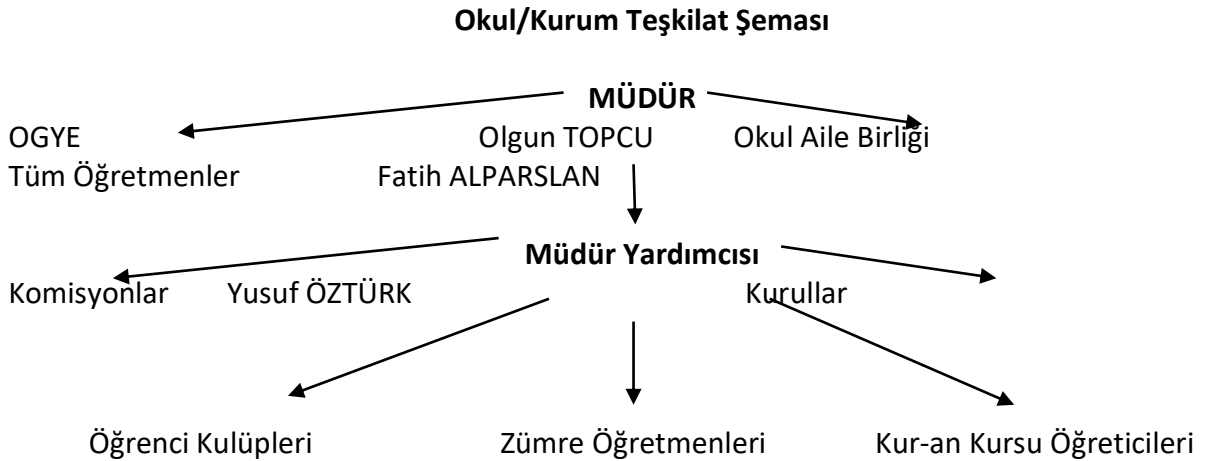 Okul/Kurum Teşkilat Şeması
MÜDÜR
OGYE Olgun TOPCU Okul Aile Birliği
Tüm Öğretmenler Fatih ALPARSLAN
Müdür Yardımcısı
Komisyonlar Yusuf ÖZTÜRK Kurullar
Öğrenci Kulüpleri Zümre Öğretmenleri Kur-an Kursu Öğreticileri